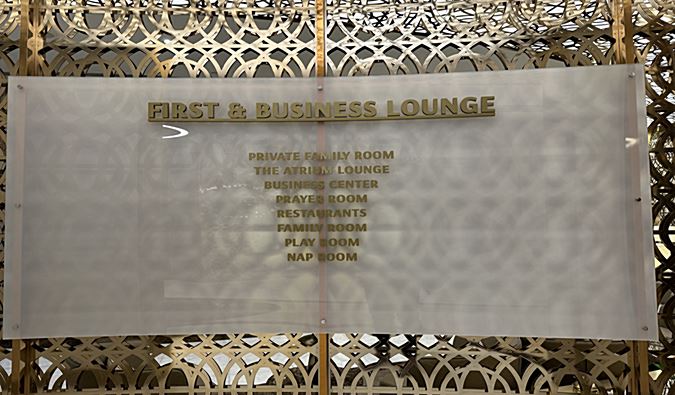 FIRST & BUSINESS LOUNGE
PRIVATE FAMILY ROOM
THE ATRIUM LOUNGE
BUSINESS CENTER
PRAYER ROOM
RESTAURANTS
FAMILY ROOM
PLAY ROOM
NAP ROOM